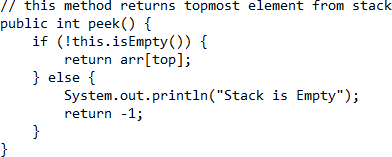 // this method returns topmost element from stack
public int peek() {
    if (!this.isEmpty()) {
        return arr[top];
    } else {
        System.out.println("Stack is Empty");
        return -1;
    }
}